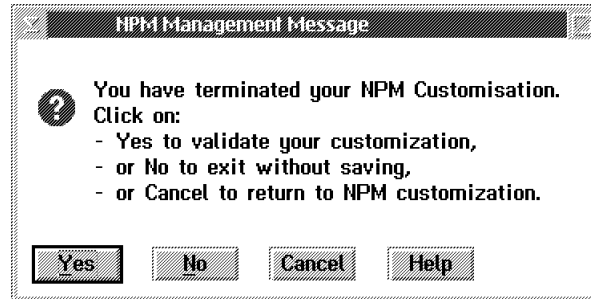 NPM Management Message
You have terminated your NPM Customisation.
Click on:
- Yes to validate your customization,
- or No to exit without saving,
- or Cancel to return to NPM customization.
Yes No Cancel Help